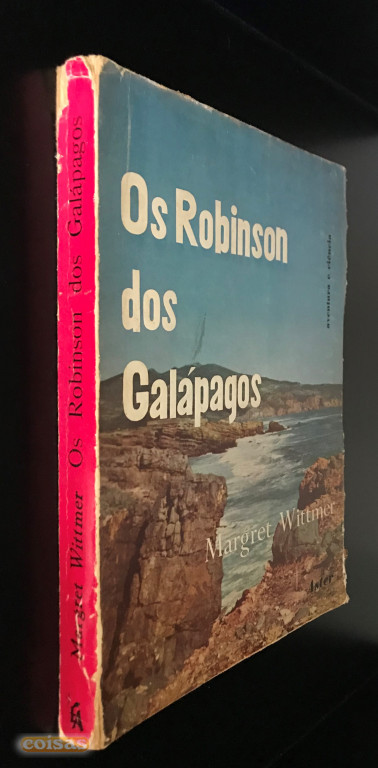 Os Robinson
dos
Galápagos
aventura e ciência
Margret Wittmer
Aster
Margret Wittmer Os Robinson dos Galápagos
coisas